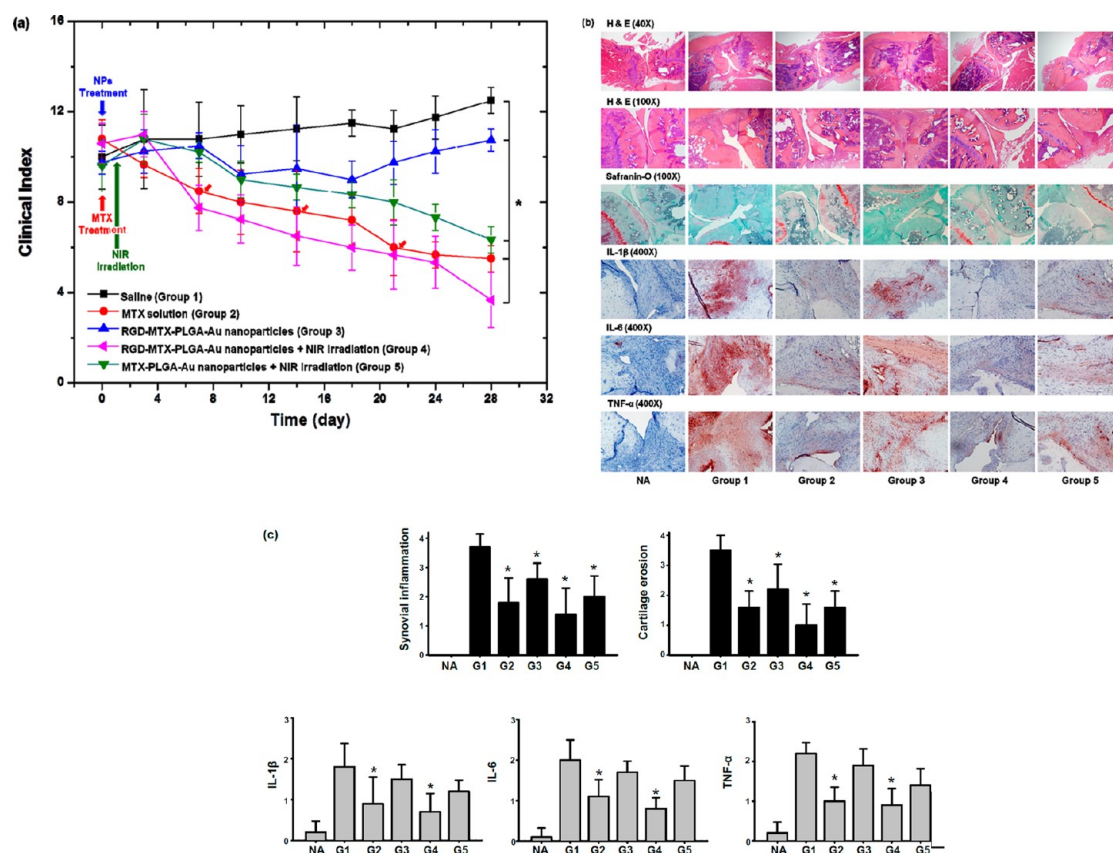 (a)
16
12
8
4
0
Clinical Index
NPs
Treatment
MTX
Treatment
NIR
Irradiation
*
Saline (Group 1)
MTX solution (Group 2)
RGD-MTX-PLGA-Au nanoparticles (Group 3)
RGD-MTX-PLGA-Au nanoparticles + NIR Irradiation (Group 4)
MTX-PLGA-Au nanoparticles + NIR Irradiation (Group 5)
0 4 8 12 16 20 24 28 32
Time (day)
(b)
H & E (40X)
H & E (100X)
Safranin-O (100X)
IL-1β (400X)
IL-6 (400X)
TNF-α (400X)
NA Group 1 Group 2 Group 3 Group 4 Group 5
(c)
Synovial inflammation
4
3
2
1
0
* * * *
NA G1 G2 G3 G4 G5
Cartilage erosion
4
3
2
1
0
* * * *
NA G1 G2 G3 G4 G5
IL-1β
3
2
1
0
* *
NA G1 G2 G3 G4 G5
IL-6
3
2
1
0
* *
NA G1 G2 G3 G4 G5
TNF-α
3
2
1
0
* *
NA G1 G2 G3 G4 G5